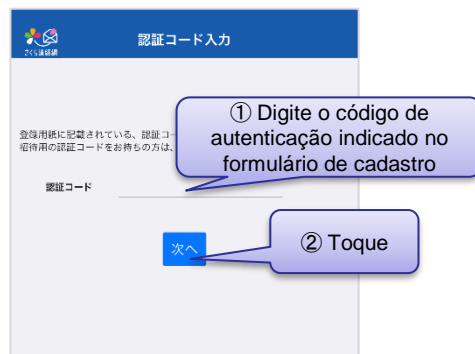 認証コード入力
さくら連絡網
登録用紙に記載されている、認証コー
招待用の認証コードをお持ちの方は、
① Digite o código de
autenticação indicado no
formulário de cadastro
認証コード
次へ
② Toque